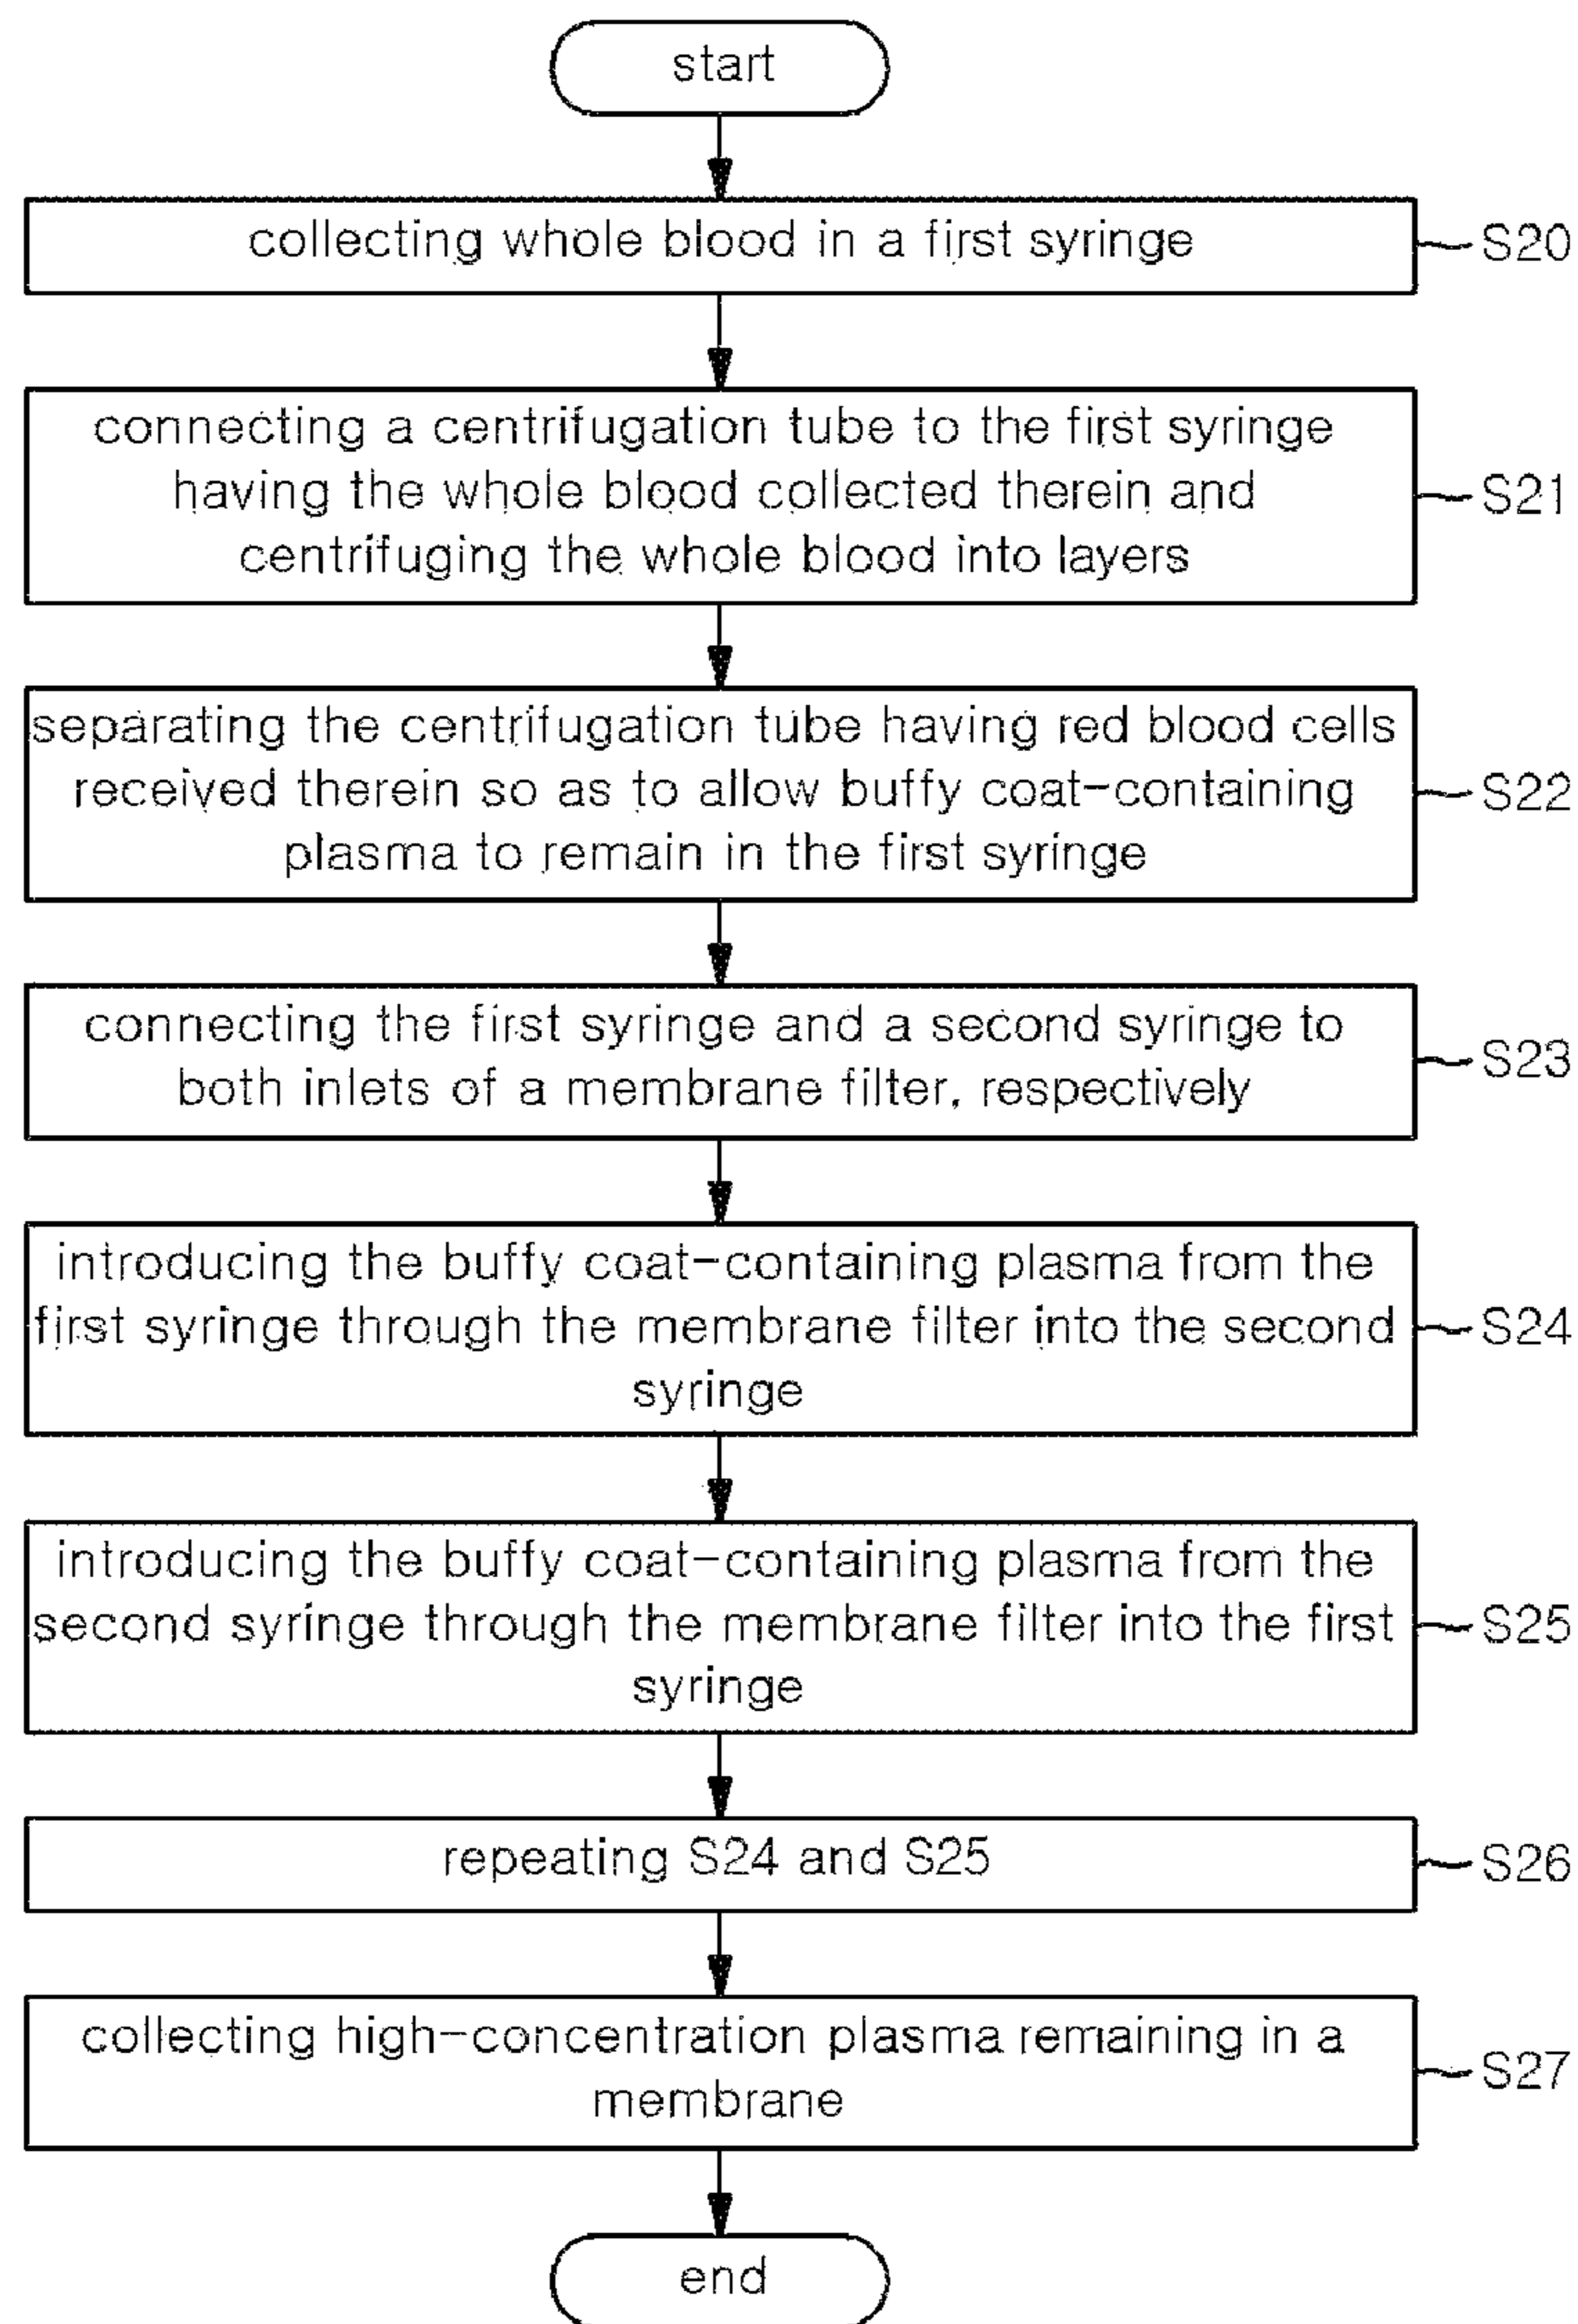 start
collecting whole blood in a first syringe
S20
connecting a centrifugation tube to the first syringe
having the whole blood collected therein and
centrifuging the whole blood into layers
S21
separating the centrifugation tube having red blood cells
received therein so as to allow buffy coat-containing
plasma to remain in the first syringe
S22
connecting the first syringe and a second syringe to
both inlets of a membrane filter, respectively
S23
introducing the buffy coat-containing plasma from the
first syringe through the membrane filter into the second
syringe
S24
introducing the buffy coat-containing plasma from the
second syringe through the membrane filter into the first
syringe
S25
repeating S24 and S25
S26
collecting high-concentration plasma remaining in a
membrane
S27
end